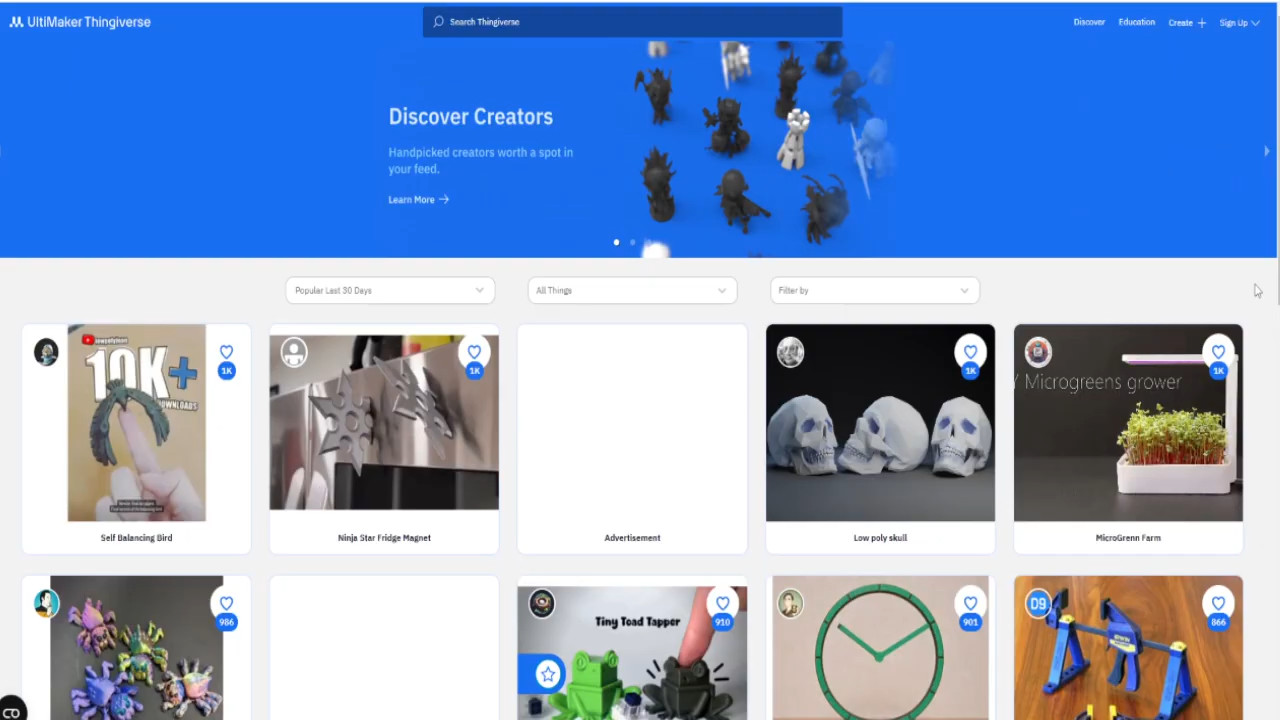 UltiMaker Thingiverse
Search Thingiverse
Discover
Education
Create
Sign Up
Discover Creators
Handpicked creators worth a spot in
your feed.
Learn More
Popular Last 30 Days
All Things
Filter by
10K+
DOWNLOADS
1K
Self Balancing Bird
1K
Ninja Star Fridge Magnet
Advertisement
1K
Low poly skull
Microgreens grower
1K
MicroGrenn Farm
986
Tiny Toad Tapper
910
901
D9
866